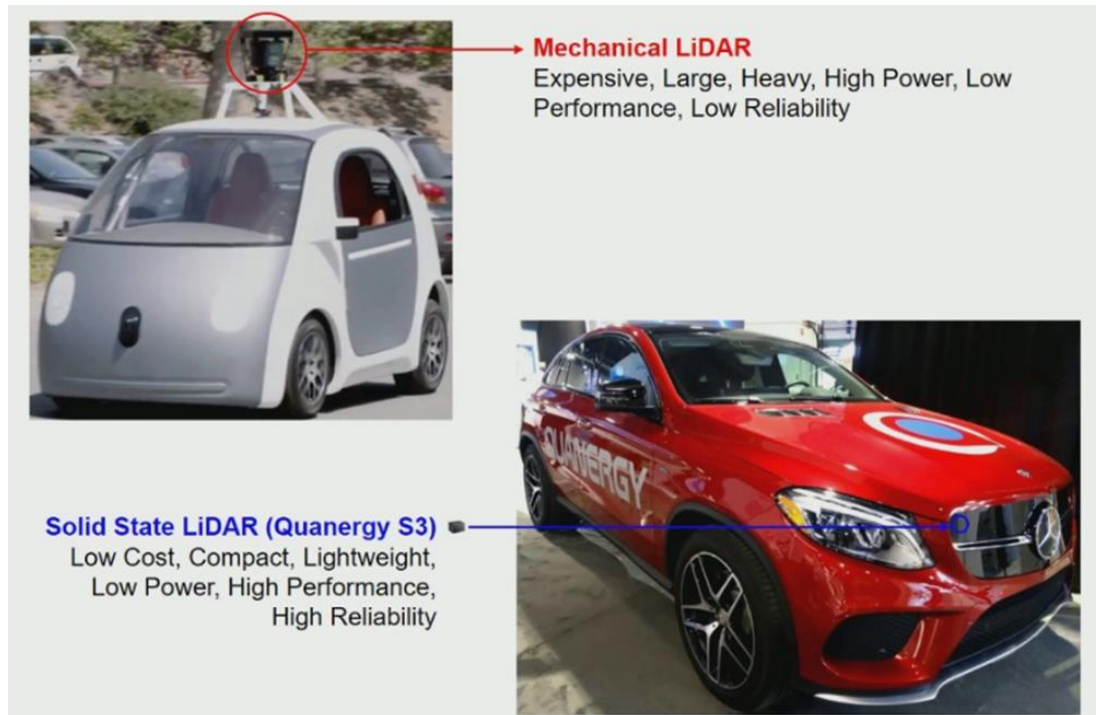 Mechanical LiDAR
Expensive, Large, Heavy, High Power, Low
Performance, Low Reliability
QUANERGY
Solid State LiDAR (Quanergy S3)
Low Cost, Compact, Lightweight,
Low Power, High Performance,
High Reliability